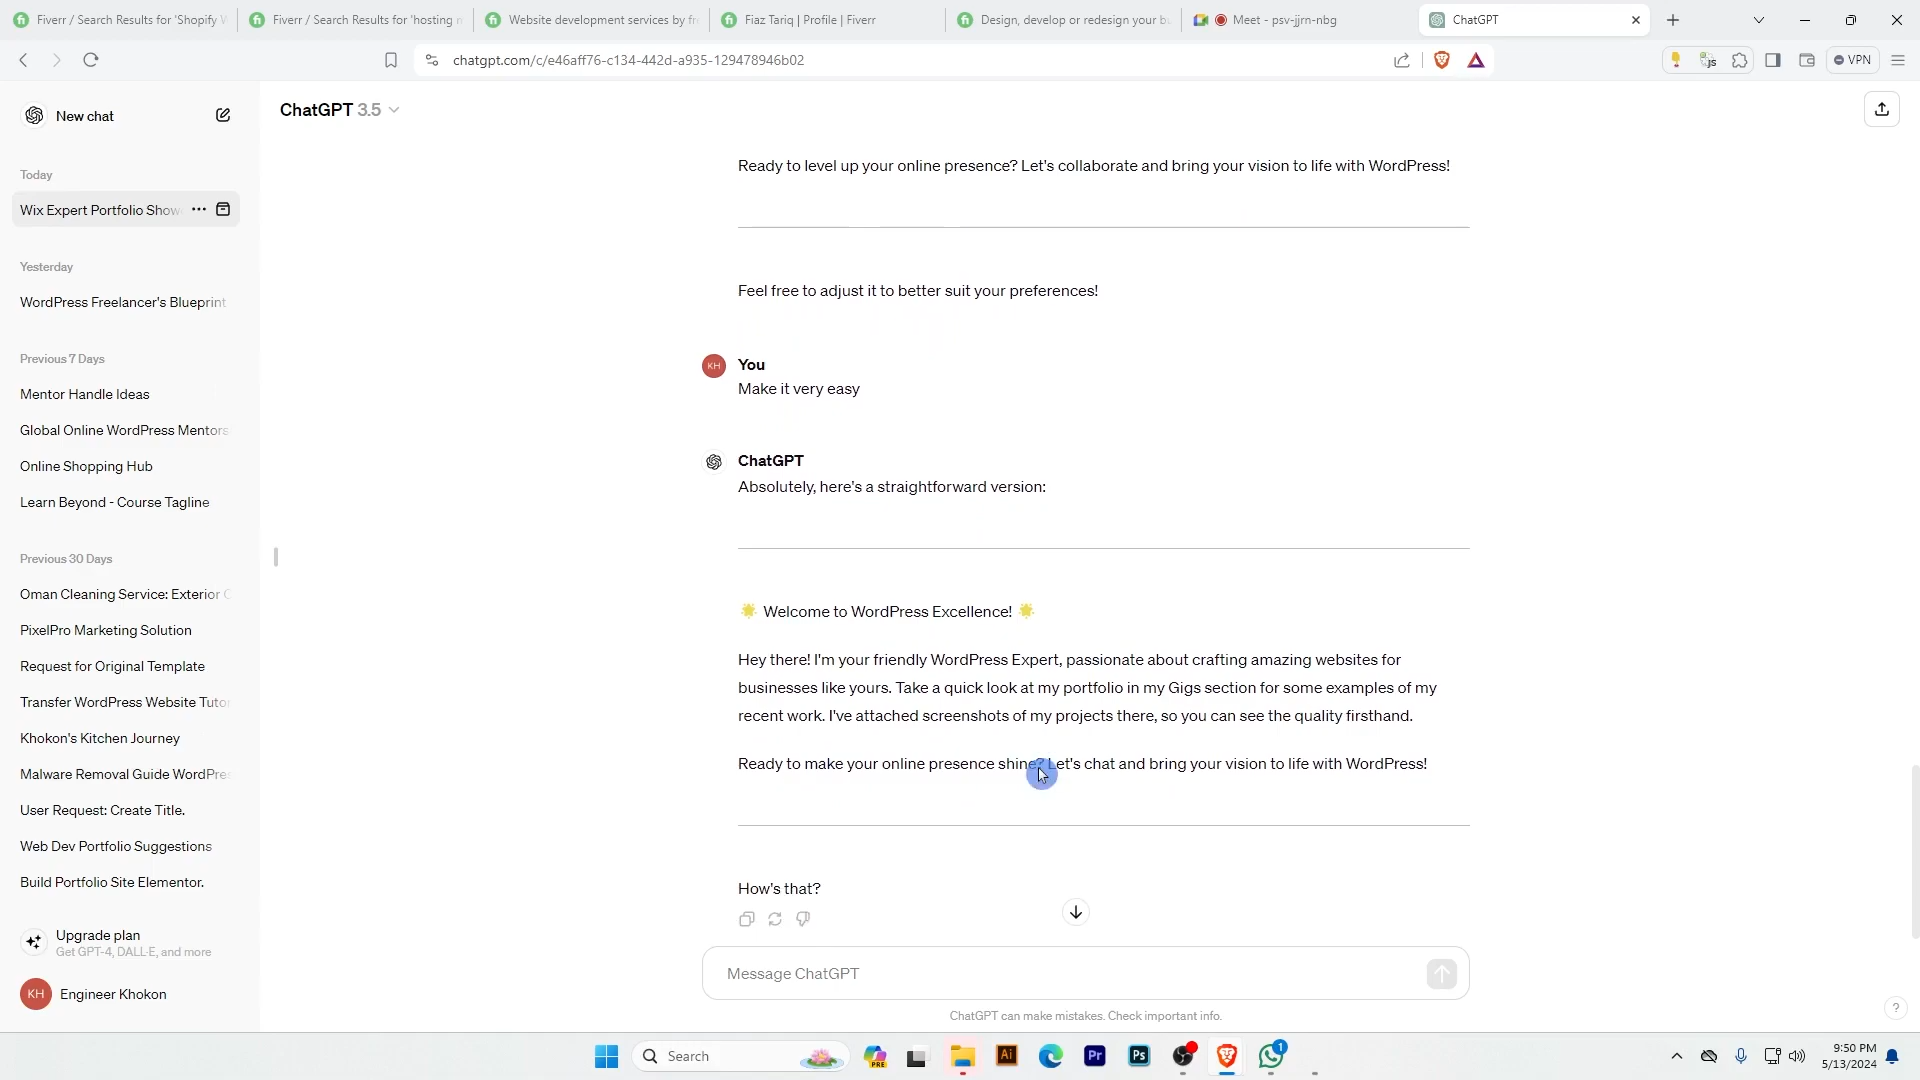 Fiverr / Search Results for 'Shopify W
Fiverr / Search Results for 'hosting m
Website development services by fre
Fiaz Tariq | Profile | Fiverr
Design, develop or redesign your bu
Meet - psv-jjrn-nbg
ChatGPT
chatgpt.com/c/e46aff76-c134-442d-a935-129478946b02
VPN
New chat
ChatGPT 3.5
Today
Wix Expert Portfolio Show
Yesterday
WordPress Freelancer's Blueprint
Previous 7 Days
Mentor Handle Ideas
Global Online WordPress Mentors
Online Shopping Hub
Learn Beyond - Course Tagline
Previous 30 Days
Oman Cleaning Service: Exterior C
PixelPro Marketing Solution
Request for Original Template
Transfer WordPress Website Tutor
Khokon's Kitchen Journey
Malware Removal Guide WordPre
User Request: Create Title.
Web Dev Portfolio Suggestions
Build Portfolio Site Elementor.
Upgrade plan
Get GPT-4, DALL·E, and more
KH
Engineer Khokon
Ready to level up your online presence? Let's collaborate and bring your vision to life with WordPress!
Feel free to adjust it to better suit your preferences!
KH
You
Make it very easy
ChatGPT
Absolutely, here's a straightforward version:
🌟 Welcome to WordPress Excellence! 🌟
Hey there! I'm your friendly WordPress Expert, passionate about crafting amazing websites for
businesses like yours. Take a quick look at my portfolio in my Gigs section for some examples of my
recent work. I've attached screenshots of my projects there, so you can see the quality firsthand.
Ready to make your online presence shine? Let's chat and bring your vision to life with WordPress!
How's that?
Message ChatGPT
ChatGPT can make mistakes. Check important info.
?
Search
PRE
Ai
Pr
Ps
1
9:50 PM
5/13/2024